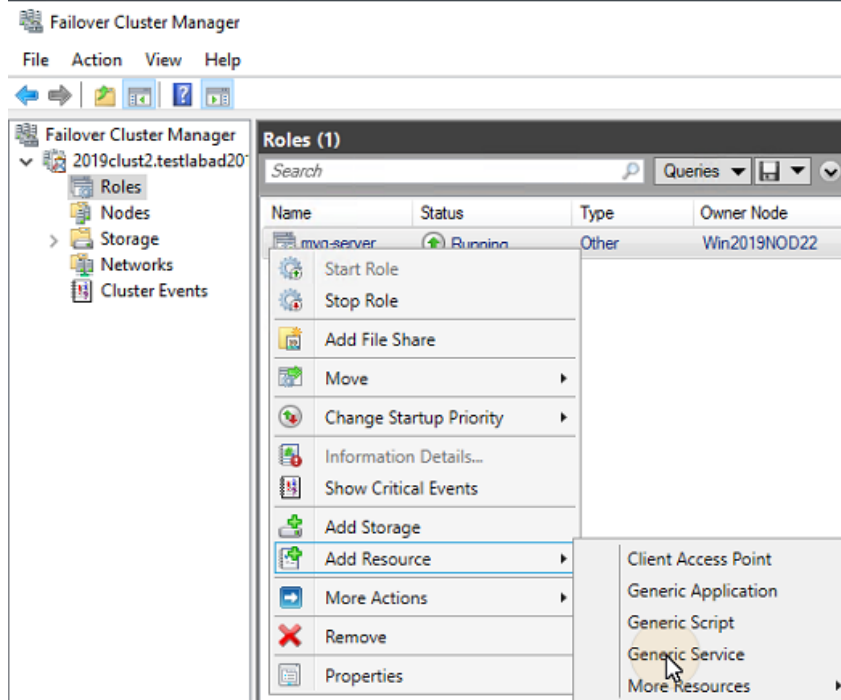 Failover Cluster Manager
File Action View Help
Failover Cluster Manager
2019clust2.testlabad20
Roles
Nodes
Storage
Networks
Cluster Events
Roles (1)
Search
Queries
Name Status Type Owner Node
mvg-server Running Other Win2019NOD22
Start Role
Stop Role
Add File Share
Move
Change Startup Priority
Information Details...
Show Critical Events
Add Storage
Add Resource
More Actions
Remove
Properties
Client Access Point
Generic Application
Generic Script
Generic Service
More Resources